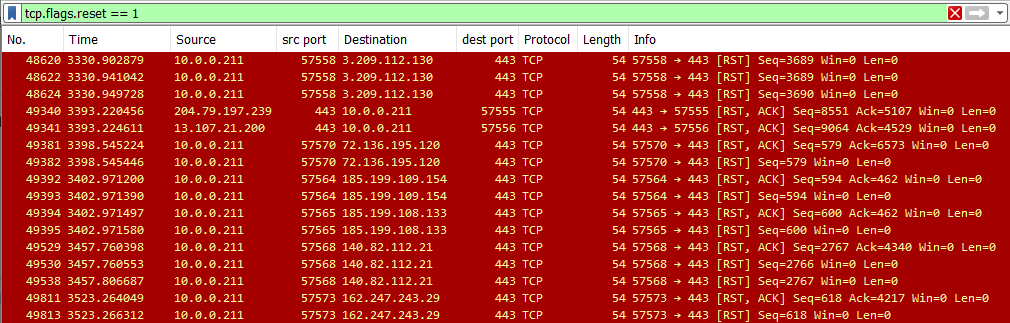 tcp.flags.reset == 1
No. Time Source src port Destination dest port Protocol Length Info
48620 3330.902879 10.0.0.211 57558 3.209.112.130 443 TCP 54 57558 → 443 [RST] Seq=3689 Win=0 Len=0
48622 3330.941042 10.0.0.211 57558 3.209.112.130 443 TCP 54 57558 → 443 [RST] Seq=3689 Win=0 Len=0
48624 3330.949728 10.0.0.211 57558 3.209.112.130 443 TCP 54 57558 → 443 [RST] Seq=3690 Win=0 Len=0
49340 3393.220456 204.79.197.239 443 10.0.0.211 57555 TCP 54 443 → 57555 [RST, ACK] Seq=8551 Ack=5107 Win=0 Len=0
49341 3393.224611 13.107.21.200 443 10.0.0.211 57556 TCP 54 443 → 57556 [RST, ACK] Seq=9064 Ack=4529 Win=0 Len=0
49381 3398.545224 10.0.0.211 57570 72.136.195.120 443 TCP 54 57570 → 443 [RST, ACK] Seq=579 Ack=6573 Win=0 Len=0
49382 3398.545446 10.0.0.211 57570 72.136.195.120 443 TCP 54 57570 → 443 [RST] Seq=579 Win=0 Len=0
49392 3402.971200 10.0.0.211 57564 185.199.109.154 443 TCP 54 57564 → 443 [RST, ACK] Seq=594 Ack=462 Win=0 Len=0
49393 3402.971390 10.0.0.211 57564 185.199.109.154 443 TCP 54 57564 → 443 [RST] Seq=594 Win=0 Len=0
49394 3402.971497 10.0.0.211 57565 185.199.108.133 443 TCP 54 57565 → 443 [RST, ACK] Seq=600 Ack=462 Win=0 Len=0
49395 3402.971580 10.0.0.211 57565 185.199.108.133 443 TCP 54 57565 → 443 [RST] Seq=600 Win=0 Len=0
49529 3457.760398 10.0.0.211 57568 140.82.112.21 443 TCP 54 57568 → 443 [RST, ACK] Seq=2767 Ack=4340 Win=0 Len=0
49530 3457.760553 10.0.0.211 57568 140.82.112.21 443 TCP 54 57568 → 443 [RST] Seq=2766 Win=0 Len=0
49538 3457.806687 10.0.0.211 57568 140.82.112.21 443 TCP 54 57568 → 443 [RST] Seq=2767 Win=0 Len=0
49811 3523.264049 10.0.0.211 57573 162.247.243.29 443 TCP 54 57573 → 443 [RST, ACK] Seq=618 Ack=4217 Win=0 Len=0
49813 3523.266312 10.0.0.211 57573 162.247.243.29 443 TCP 54 57573 → 443 [RST] Seq=618 Win=0 Len=0